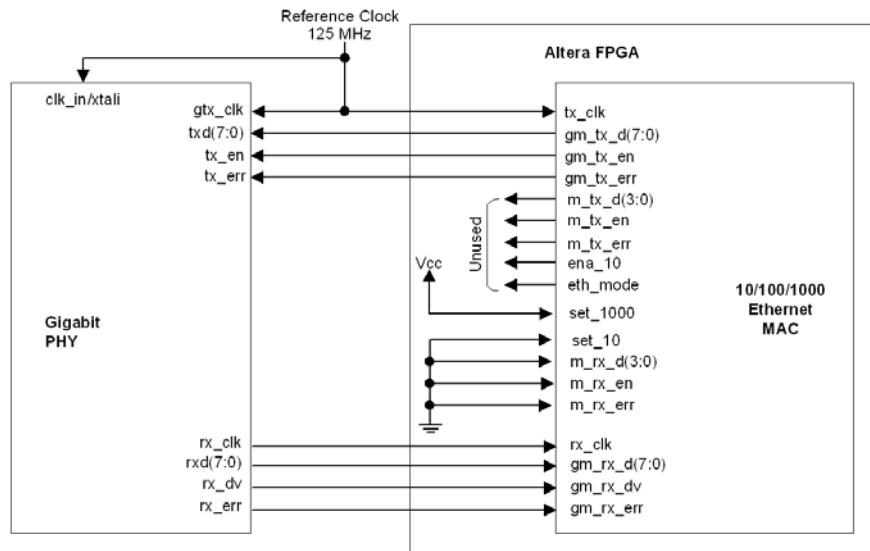 Reference Clock
125 MHz
Altera FPGA
clk_in/xtali
gtx_clk
txd(7:0)
tx_en
tx_err
tx_clk
gm_tx_d(7:0)
gm_tx_en
gm_tx_err
m_tx_d(3:0)
m_tx_en
m_tx_err
ena_10
eth_mode
Unused
Vcc
set_1000
set_10
m_rx_d(3:0)
m_rx_en
m_rx_err
10/100/1000
Ethernet
MAC
Gigabit
PHY
rx_clk
rxd(7:0)
rx_dv
rx_err
rx_clk
gm_rx_d(7:0)
gm_rx_dv
gm_rx_err